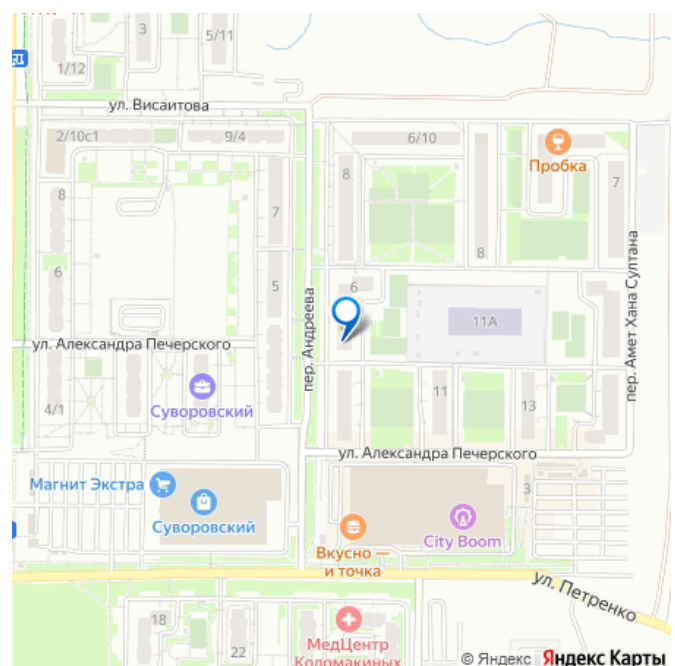 3
5/11
1/12
ул. Висаитова
2/10с1
9/4
6/10
Пробка
8
8
7
7
8
6
6
5
пер. Андреева
11А
пер. Амет Хана Султана
ул. Александра Печерского
4/1
Суворовский
11
13
ул. Александра Печерского
Магнит Экстра
Суворовский
3
City Boom
Вкусно —
и точка
ул. Петренко
18
22
МедЦентр
Коломакиных
© Яндекс Яндекс Карты